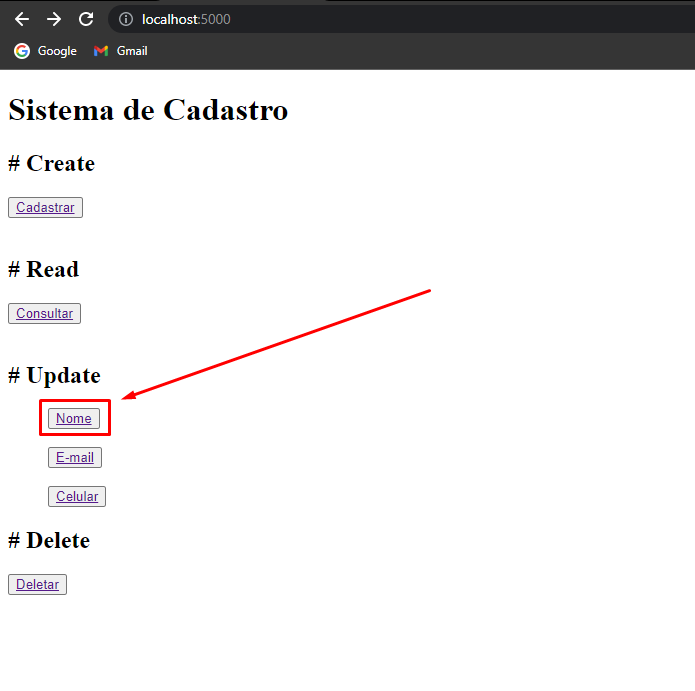 localhost:5000
Google Gmail
Sistema de Cadastro
# Create
Cadastrar
# Read
Consultar
# Update
Nome
E-mail
Celular
# Delete
Deletar